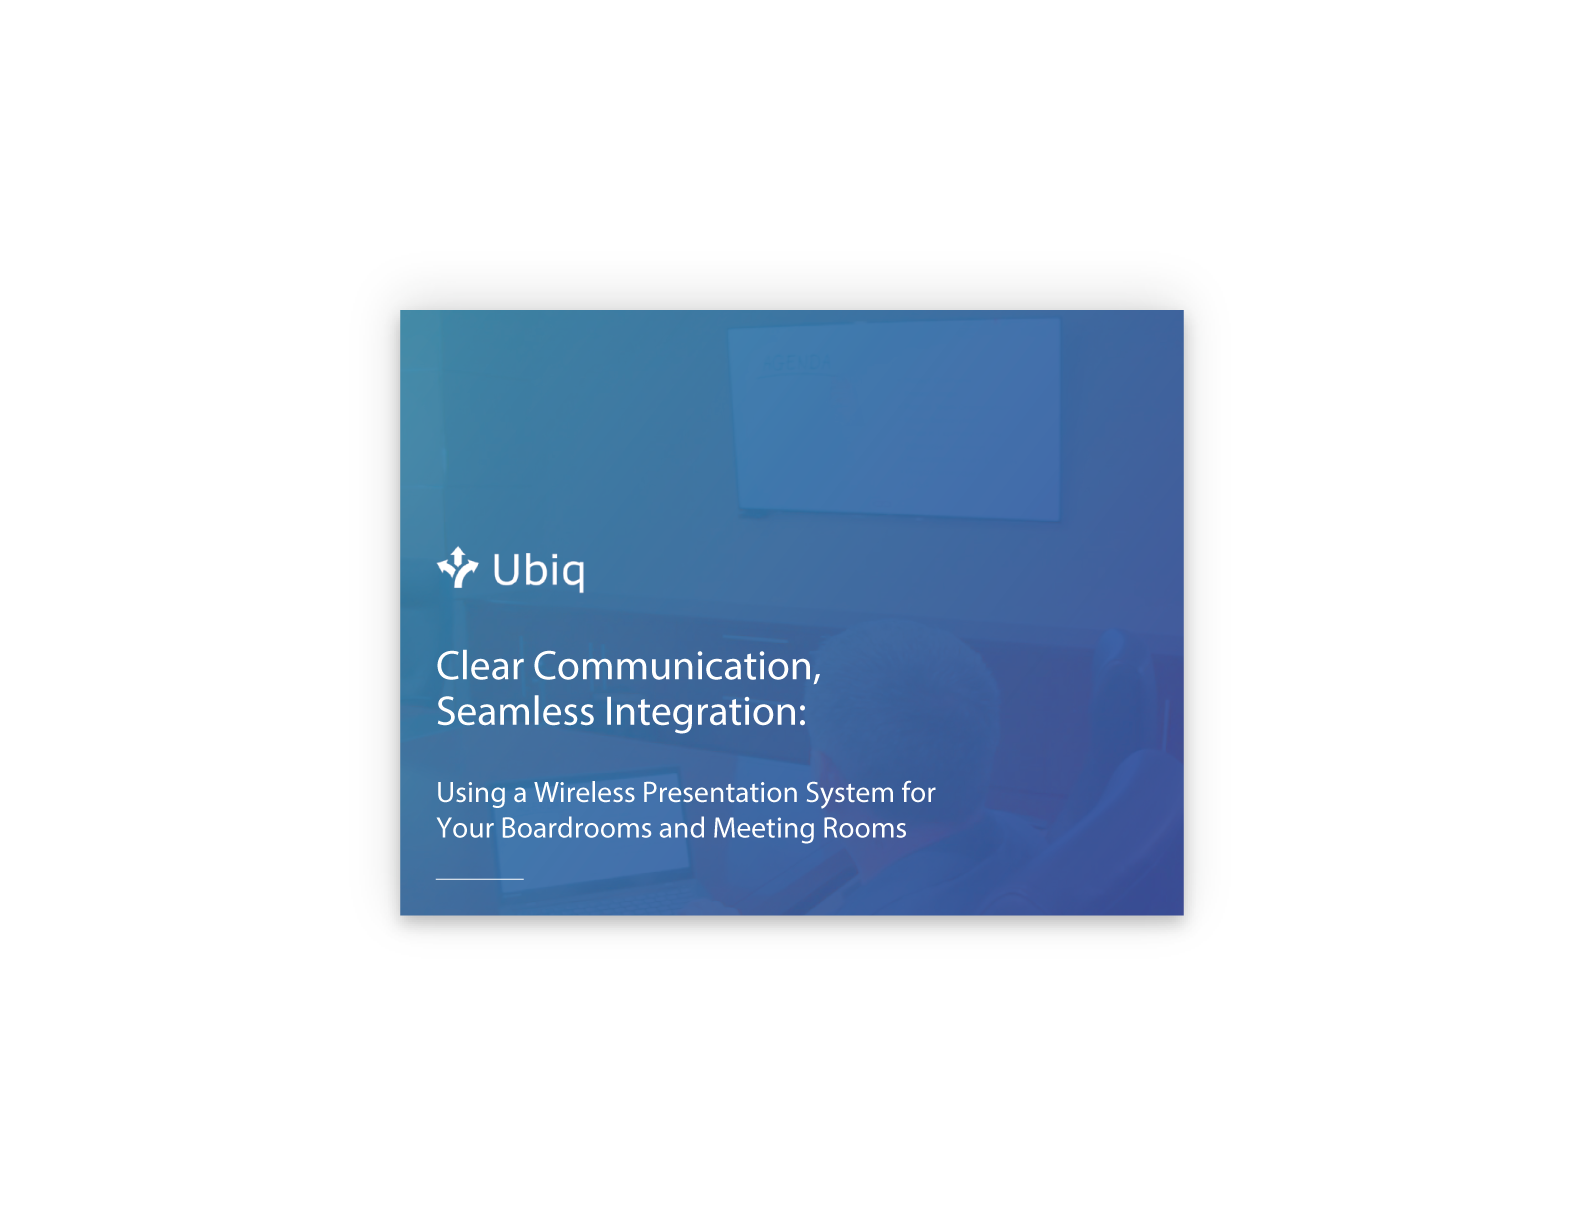 Ubiq
Clear Communication,
Seamless Integration:
Using a Wireless Presentation System for
Your Boardrooms and Meeting Rooms